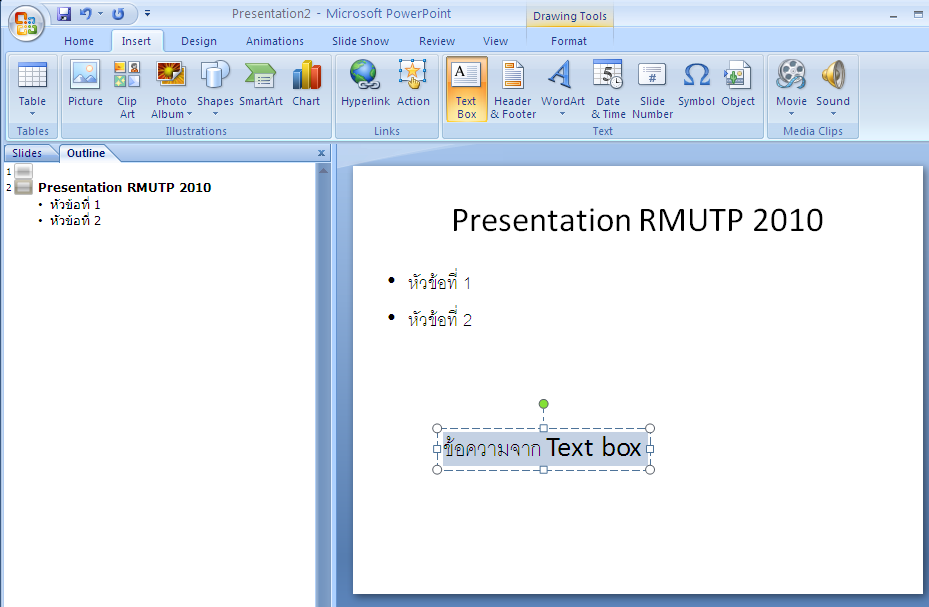 Presentation2 - Microsoft PowerPoint
Drawing Tools
Home Insert Design Animations Slide Show Review View Format
Table Picture Clip Art Photo Album Shapes SmartArt Chart Hyperlink Action Text Box Header & Footer WordArt Date & Time Slide Number Symbol Object Movie Sound
Tables Illustrations Links Text Media Clips
Slides Outline x
1
2 Presentation RMUTP 2010
• หัวข้อที่ 1
• หัวข้อที่ 2
Presentation RMUTP 2010
• หัวข้อที่ 1
• หัวข้อที่ 2
ข้อความจาก Text box